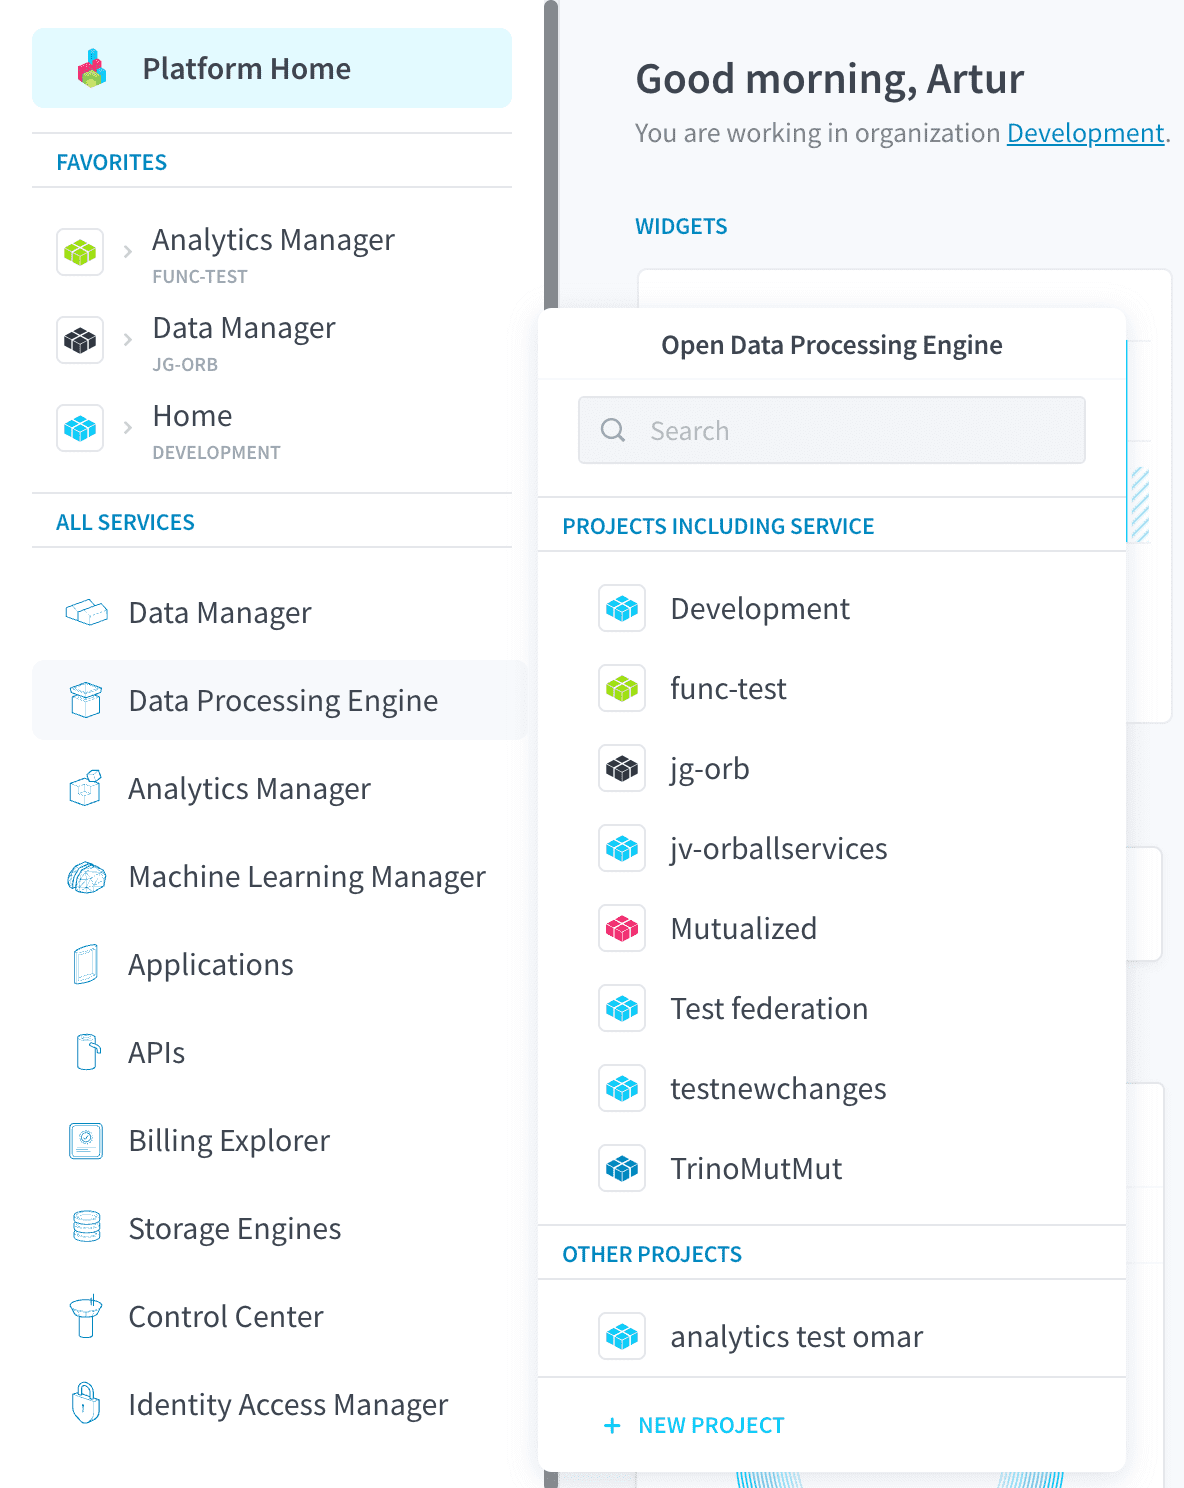 Platform Home
FAVORITES
Analytics Manager
FUNC-TEST
Data Manager
JG-ORB
Home
DEVELOPMENT
ALL SERVICES
Data Manager
Data Processing Engine
Analytics Manager
Machine Learning Manager
Applications
APIs
Billing Explorer
Storage Engines
Control Center
Identity Access Manager
Good morning, Artur
You are working in organization Development.
WIDGETS
Open Data Processing Engine
Search
PROJECTS INCLUDING SERVICE
Development
func-test
jg-orb
jv-orballservices
Mutualized
Test federation
testnewchanges
TrinoMutMut
OTHER PROJECTS
analytics test omar
+ NEW PROJECT